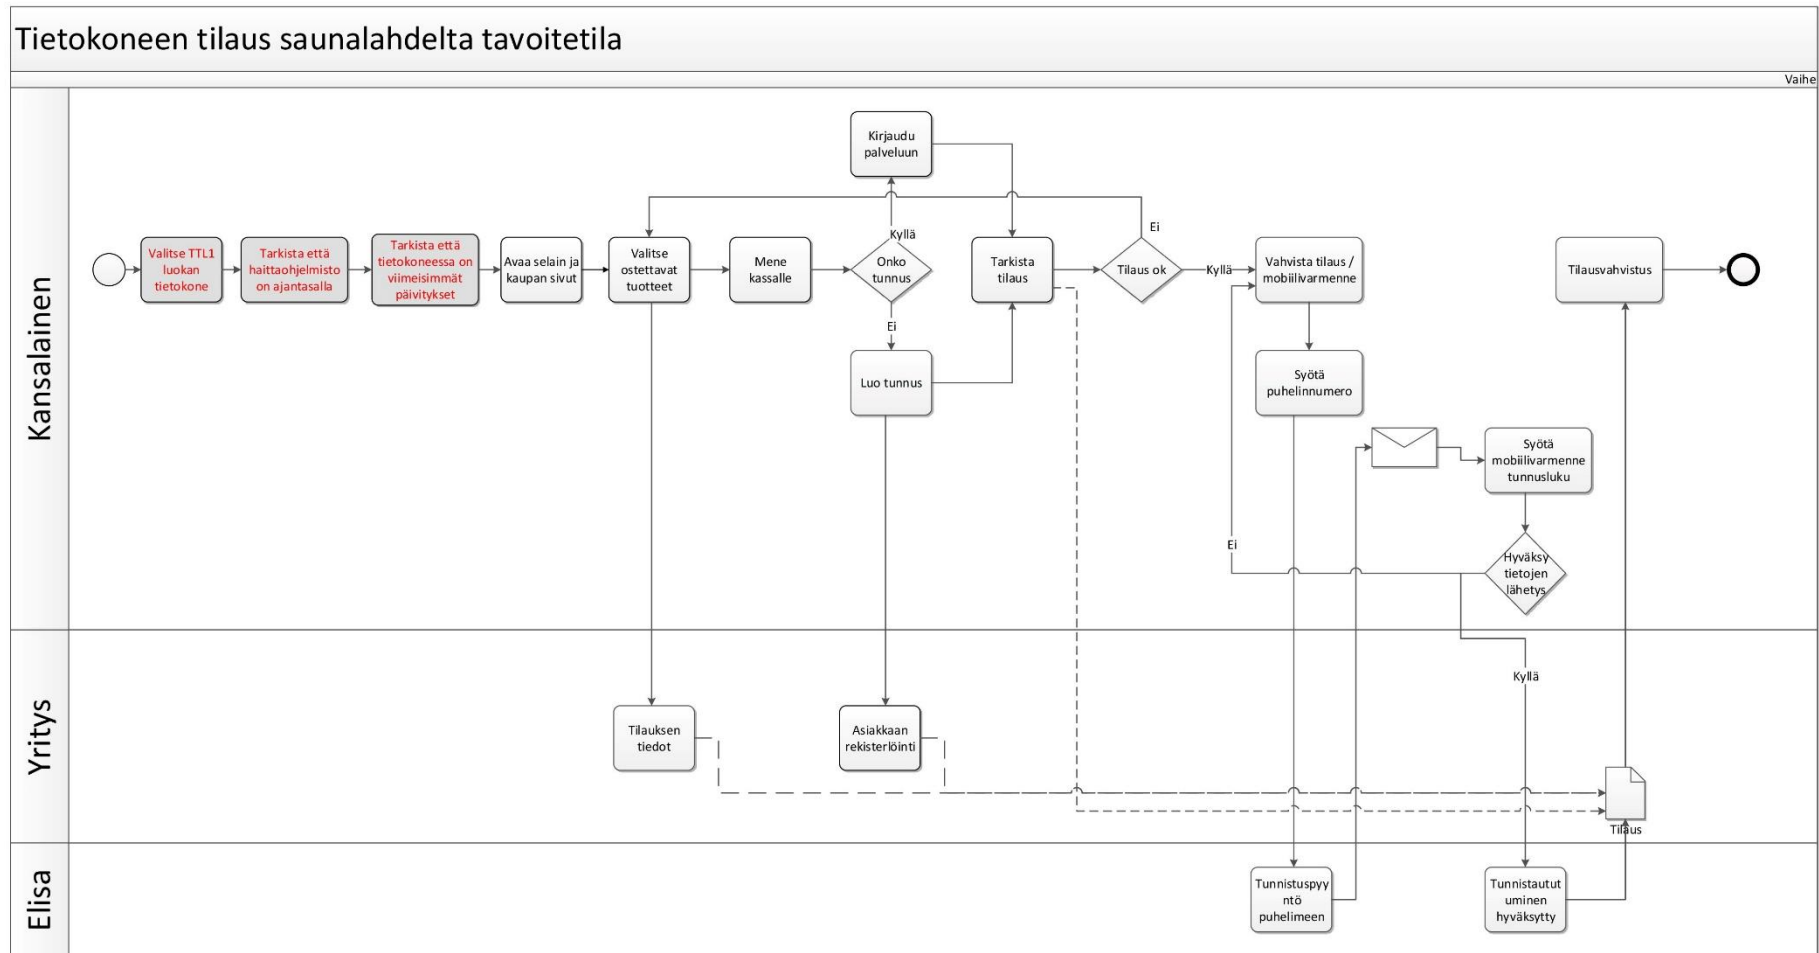 Tietokoneen tilaus saunalahdelta tavoitetila
Vaihe
Kansalainen
Kirjaudu
palveluun
Kyllä
Ei
Valitse TTL1
luokan
tietokone
Tarkista että
haittaohjelmisto
on ajantasalla
Tarkista että
tietokoneessa on
viimeisimmät
päivitykset
Avaa selain ja
kaupan sivut
Valitse
ostettavat
tuotteet
Mene
kassalle
Onko
tunnus
Tarkista
tilaus
Tilaus ok
Kyllä
Vahvista tilaus /
mobiilivarmenne
Tilausvahvistus
Ei
Luo tunnus
Syötä
puhelinnumero
Syötä
mobiilivarmenne
tunnusluku
Ei
Hyväksy
tietojen
lähetys
Yritys
Kyllä
Tilauksen
tiedot
Asiakkaan
rekisterlöinti
Tilaus
Elisa
Tunnistuspyy
ntö
puhelimeen
Tunnistautut
uminen
hyväksytty